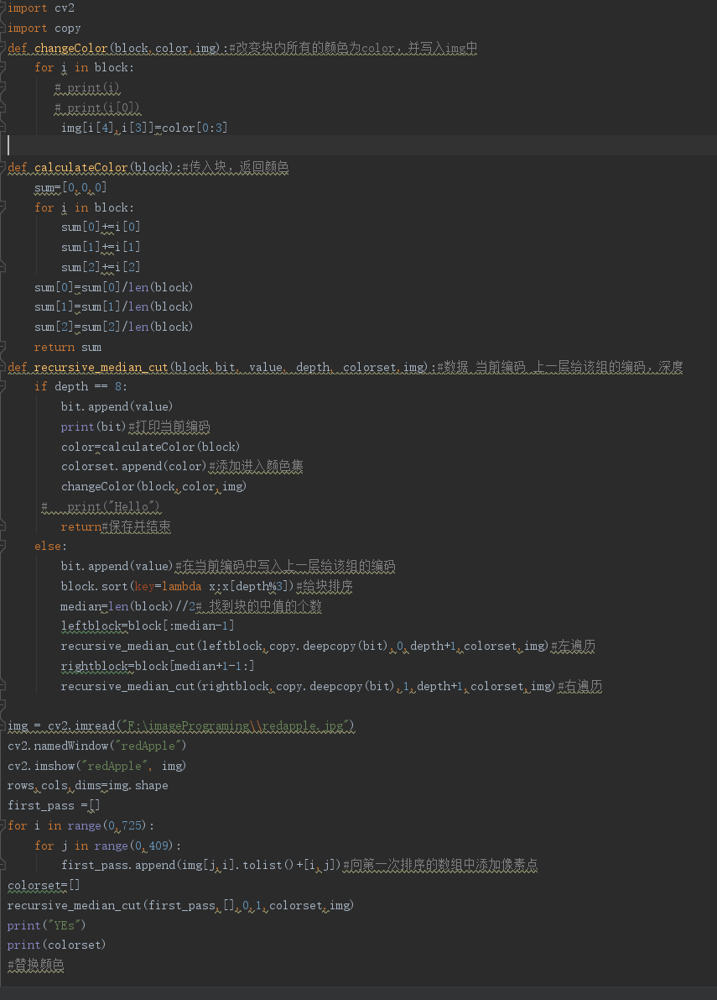 import cv2
import copy
def changeColor(block,color,img):#改变块内所有的颜色为color，并写入img中
    for i in block:
       # print(i)
       # print(i[0])
        img[i[4],i[3]]=color[0:3]
def calculateColor(block):#传入块，返回颜色
    sum=[0,0,0]
    for i in block:
        sum[0]+=i[0]
        sum[1]+=i[1]
        sum[2]+=i[2]
    sum[0]=sum[0]/len(block)
    sum[1]=sum[1]/len(block)
    sum[2]=sum[2]/len(block)
    return sum
def recursive_median_cut(block,bit, value, depth, colorset,img):#数据 当前编码 上一层给该组的编码，深度
    if depth == 8:
        bit.append(value)
        print(bit)#打印当前编码
        color=calculateColor(block)
        colorset.append(color)#添加进入颜色集
        changeColor(block,color,img)
     #   print("Hello")
        return#保存并结束
    else:
        bit.append(value)#在当前编码中写入上一层给该组的编码
        block.sort(key=lambda x:x[depth%3])#给块排序
        median=len(block)//2# 找到块的中值的个数
        leftblock=block[:median-1]
        recursive_median_cut(leftblock,copy.deepcopy(bit),0,depth+1,colorset,img)#左遍历
        rightblock=block[median+1-1:]
        recursive_median_cut(rightblock,copy.deepcopy(bit),1,depth+1,colorset,img)#右遍历
img = cv2.imread("F:\imagePrograming\\redapple.jpg")
cv2.namedWindow("redApple")
cv2.imshow("redApple", img)
rows,cols,dims=img.shape
first_pass =[]
for i in range(0,725):
    for j in range(0,409):
        first_pass.append(img[j,i].tolist()+[i,j])#向第一次排序的数组中添加像素点
colorset=[]
recursive_median_cut(first_pass,[],0,1,colorset,img)
print("YEs")
print(colorset)
#替换颜色